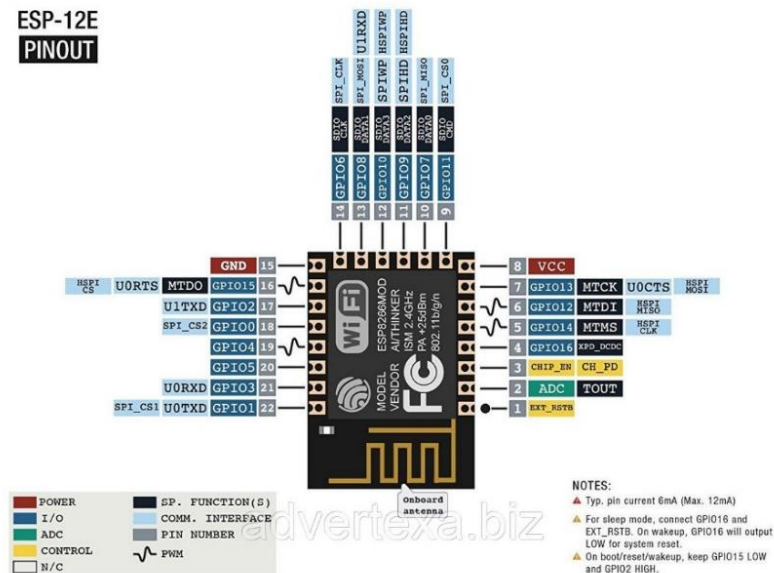 ESP-12E
PINOUT
SPI_CLK SPI_MOSI U1RXD SPIWP HSPIWP SPIHD HSPIHD SPI_MISO SPI_CS0
SDIO CLK SDIO DATA1 SDIO DATA3 SDIO DATA2 SDIO DATA0 SDIO CMD
GPIO6 GPIO8 GPIO10 GPIO9 GPIO7 GPIO11
14 13 12 11 10 9
GND 15
HSPI CS U0RTS MTDO GPIO15 16
U1TXD GPIO2 17
SPI_CS2 GPIO0 18
GPIO4 19
GPIO5 20
U0RXD GPIO3 21
SPI_CS1 U0TXD GPIO1 22
WiFi
ESP8266MOD
AI/THINKER
ISM 2.4GHz
PA +25dBm
802.11b/g/n
MODEL
VENDOR
FC
8 VCC
7 GPIO13 MTCK U0CTS HSPI MOSI
6 GPIO12 MTDI HSPI MISO
5 GPIO14 MTMS HSPI CLK
4 GPIO16 XPD_DCDC
3 CHIP_EN CH_PD
2 ADC TOUT
1 EXT_RSTB
Onboard
antenna
POWER
I/O
ADC
CONTROL
N/C
SP. FUNCTION(S)
COMM. INTERFACE
PIN NUMBER
PWM
advertexa.biz
NOTES:
Typ. pin current 6mA (Max. 12mA)
For sleep mode, connect GPIO16 and
EXT_RSTB. On wakeup, GPIO16 will output
LOW for system reset.
On boot/reset/wakeup, keep GPIO15 LOW
and GPIO2 HIGH.